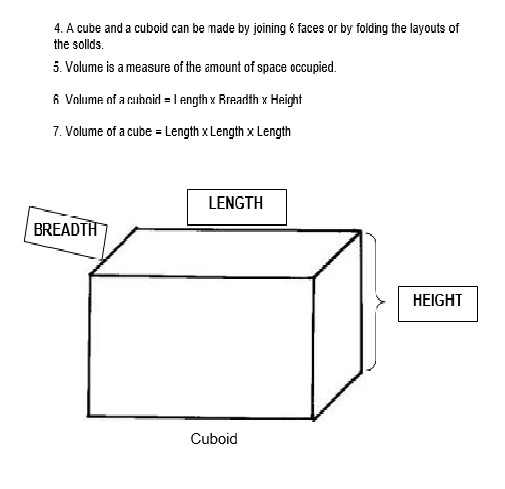 4. A cube and a cuboid can be made by joining 6 faces or by folding the layouts of
the solids.
5. Volume is a measure of the amount of space occupied.
6. Volume of a cuboid = Length x Breadth x Height
7. Volume of a cube = Length x Length x Length
LENGTH
BREADTH
HEIGHT
Cuboid